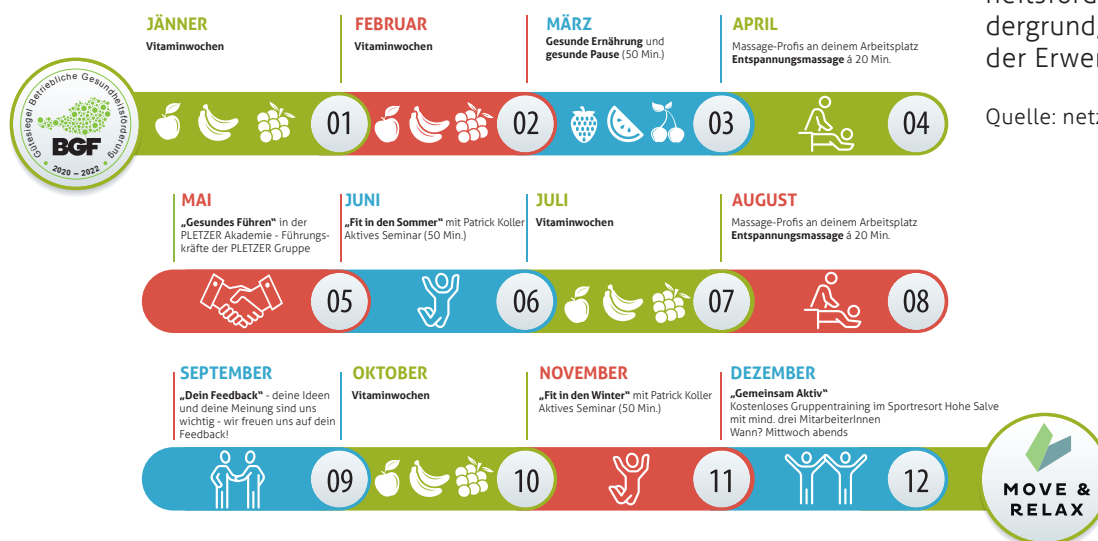 JÄNNER
Vitaminwochen
FEBRUAR
Vitaminwochen
MÄRZ
Gesunde Ernährung und
gesunde Pause (50 Min.)
APRIL
Massage-Profis an deinem Arbeitsplatz
Entspannungsmassage á 20 Min.
dergrund,
der Erwer
Quelle: netz
Gütesiegel Betriebliche Gesundheitsförderung
BGF
2020 – 2022
01
02
03
04
MAI
„Gesundes Führen" in der
PLETZER Akademie - Führungs-
kräfte der PLETZER Gruppe
JUNI
„Fit in den Sommer" mit Patrick Koller
Aktives Seminar (50 Min.)
JULI
Vitaminwochen
AUGUST
Massage-Profis an deinem Arbeitsplatz
Entspannungsmassage á 20 Min.
05
06
07
08
SEPTEMBER
„Dein Feedback" - deine Ideen
und deine Meinung sind uns
wichtig - wir freuen uns auf dein
Feedback!
OKTOBER
Vitaminwochen
NOVEMBER
„Fit in den Winter" mit Patrick Koller
Aktives Seminar (50 Min.)
DEZEMBER
„Gemeinsam Aktiv"
Kostenloses Gruppentraining im Sportresort Hohe Salve
mit mind. drei MitarbeiterInnen
Wann? Mittwoch abends
09
10
11
12
MOVE &
RELAX